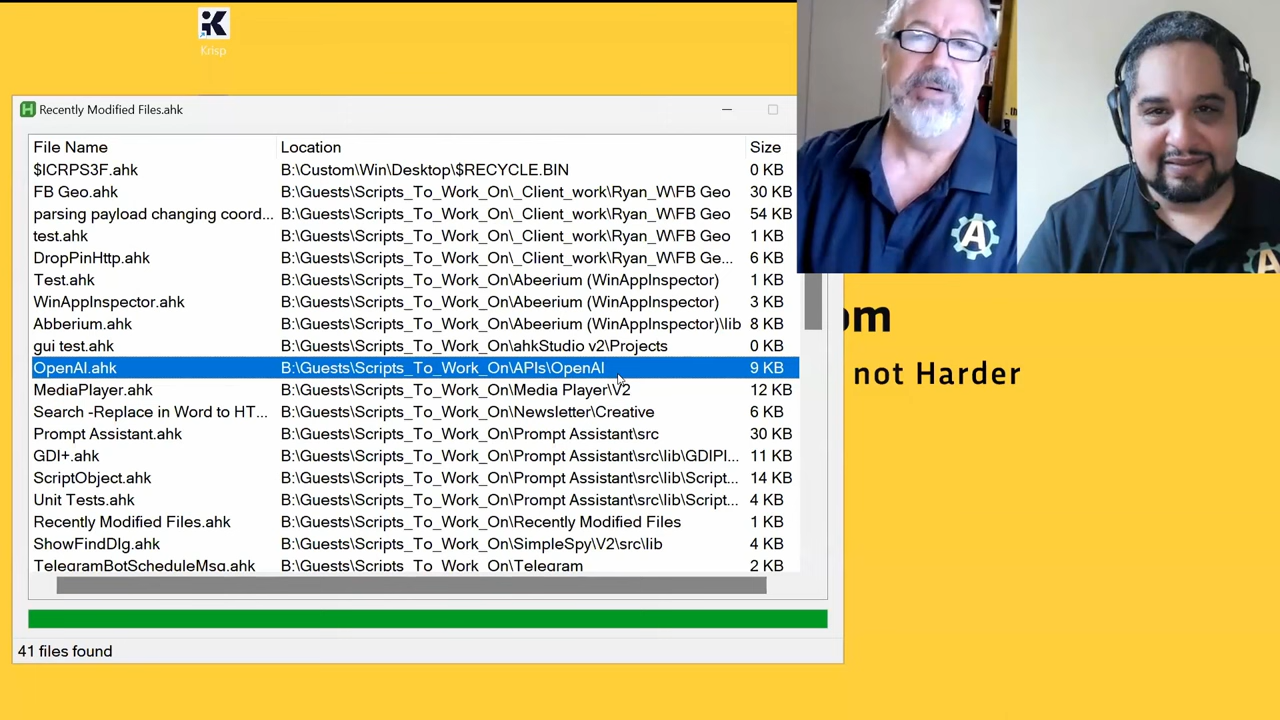 Krisp
Recently Modified Files.ahk
File Name Location Size
$ICRPS3F.ahk B:\Custom\Win\Desktop\$RECYCLE.BIN 0 KB
FB Geo.ahk B:\Guests\Scripts_To_Work_On\_Client_work\Ryan_W\FB Geo 30 KB
parsing payload changing coord... B:\Guests\Scripts_To_Work_On\_Client_work\Ryan_W\FB Geo 54 KB
test.ahk B:\Guests\Scripts_To_Work_On\_Client_work\Ryan_W\FB Geo 1 KB
DropPinHttp.ahk B:\Guests\Scripts_To_Work_On\_Client_work\Ryan_W\FB Ge... 6 KB
Test.ahk B:\Guests\Scripts_To_Work_On\Abeerium (WinAppInspector) 1 KB
WinAppInspector.ahk B:\Guests\Scripts_To_Work_On\Abeerium (WinAppInspector) 3 KB
Abberium.ahk B:\Guests\Scripts_To_Work_On\Abeerium (WinAppInspector)\lib 8 KB
gui test.ahk B:\Guests\Scripts_To_Work_On\ahkStudio v2\Projects 0 KB
OpenAI.ahk B:\Guests\Scripts_To_Work_On\APIs\OpenAI 9 KB
MediaPlayer.ahk B:\Guests\Scripts_To_Work_On\Media Player\V2 12 KB
Search -Replace in Word to HT... B:\Guests\Scripts_To_Work_On\Newsletter\Creative 6 KB
Prompt Assistant.ahk B:\Guests\Scripts_To_Work_On\Prompt Assistant\src 30 KB
GDI+.ahk B:\Guests\Scripts_To_Work_On\Prompt Assistant\src\lib\GDIPI... 11 KB
ScriptObject.ahk B:\Guests\Scripts_To_Work_On\Prompt Assistant\src\lib\Script... 14 KB
Unit Tests.ahk B:\Guests\Scripts_To_Work_On\Prompt Assistant\src\lib\Script... 4 KB
Recently Modified Files.ahk B:\Guests\Scripts_To_Work_On\Recently Modified Files 1 KB
ShowFindDlg.ahk B:\Guests\Scripts_To_Work_On\SimpleSpy\V2\src\lib 4 KB
TelegramBotScheduleMsg.ahk B:\Guests\Scripts_To_Work_On\Telegram 2 KB
41 files found
om
not Harder
A
A